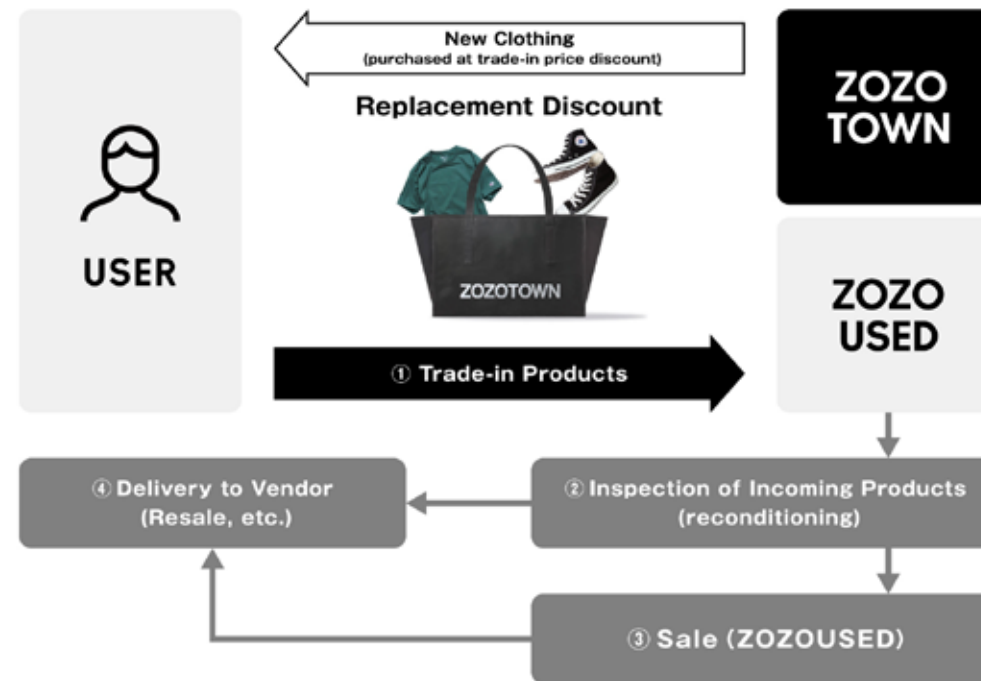 New Clothing
(purchased at trade-in price discount)
ZOZO
TOWN
Replacement Discount
USER
ZOZOTOWN
ZOZO
USED
① Trade-in Products
④ Delivery to Vendor
(Resale, etc.)
② Inspection of Incoming Products
(reconditioning)
③ Sale (ZOZOUSED)